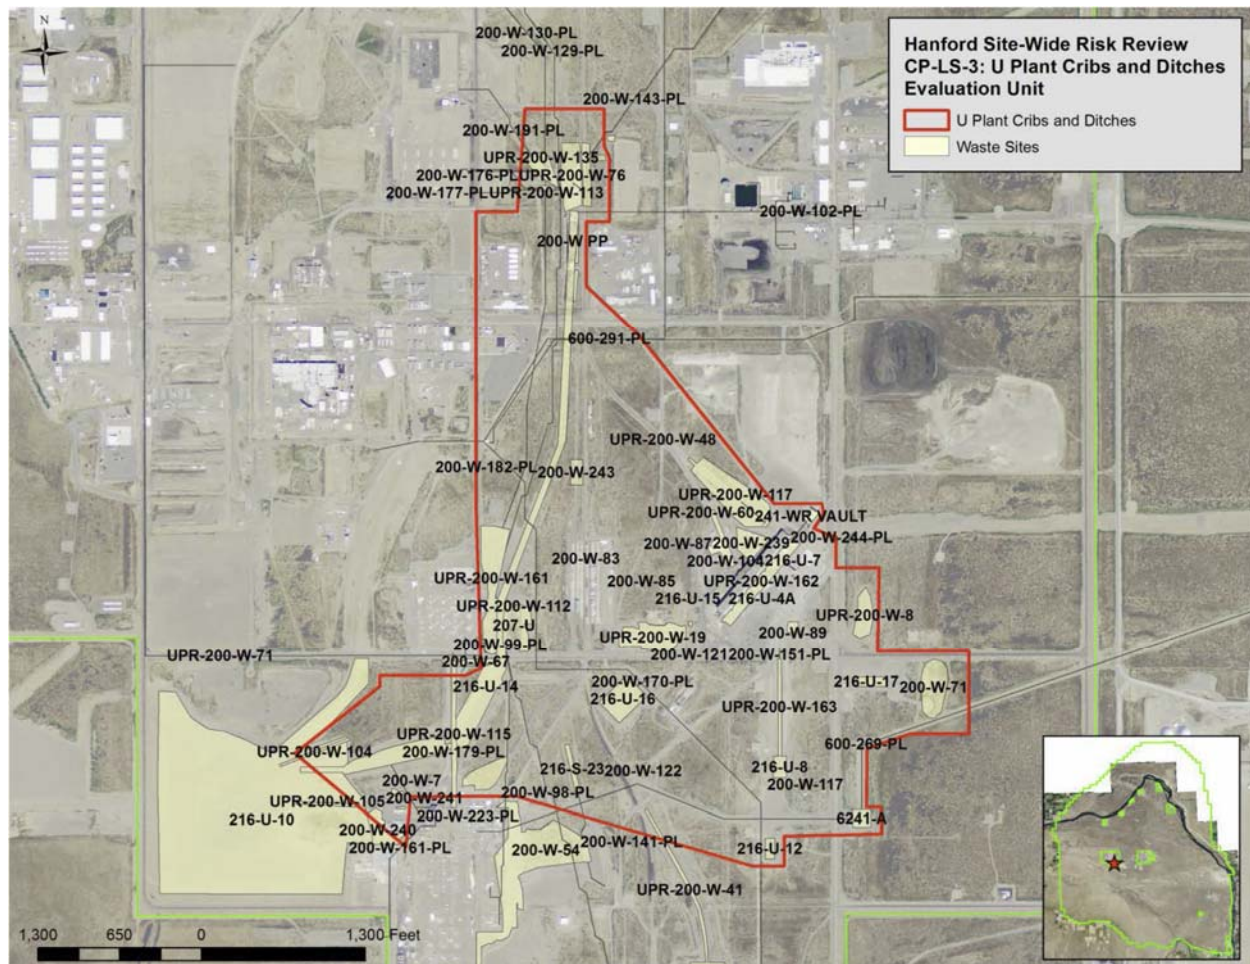 N
Hanford Site-Wide Risk Review
CP-LS-3: U Plant Cribs and Ditches
Evaluation Unit
U Plant Cribs and Ditches
Waste Sites
200-W-130-PL
200-W-129-PL
200-W-143-PL
200-W-191-PL
UPR-200-W-135
200-W-176-PL UPR-200-W-76
200-W-177-PL UPR-200-W-113
200-W-102-PL
200-W PP
600-291-PL
UPR-200-W-48
200-W-182-PL 200-W-243
UPR-200-W-117
UPR-200-W-60 241-WR VAULT
200-W-244-PL
200-W-87 200-W-239
200-W-83
200-W-104 216-U-7
UPR-200-W-161
200-W-85 UPR-200-W-162
216-U-15 216-U-4A
UPR-200-W-112
UPR-200-W-8
207-U
UPR-200-W-19 200-W-89
200-W-99-PL
UPR-200-W-71
200-W-67
200-W-121 200-W-151-PL
216-U-14
200-W-170-PL
216-U-17 200-W-71
216-U-16
UPR-200-W-163
UPR-200-W-115
600-269-PL
UPR-200-W-104 200-W-179-PL
216-S-23 200-W-122
216-U-8
200-W-7
200-W-117
200-W-98-PL
UPR-200-W-105 200-W-241
200-W-223-PL
216-U-10
6241-A
200-W-240
200-W-141-PL
200-W-161-PL
200-W-54
216-U-12
UPR-200-W-41
1,300 650 0 1,300 Feet